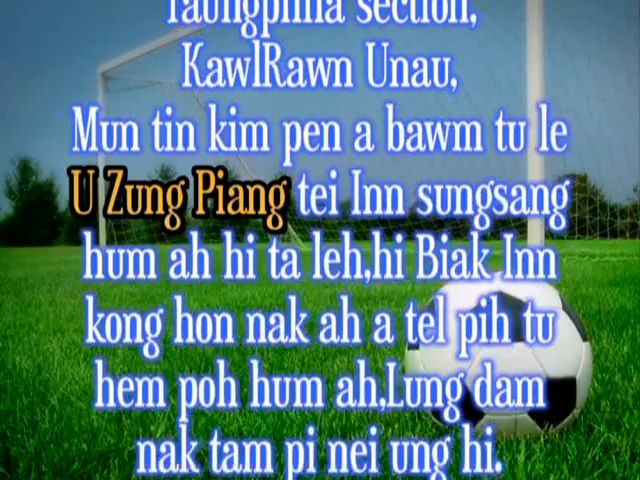 Taungphila section,
KawlRawn Unau,
Mun tin kim pen a bawm tu le
U Zung Piang tei Inn sungsang
hum ah hi ta leh,hi Biak Inn
kong hon nak ah a tel pih tu
hem poh hum ah,Lung dam
nak tam pi nei ung hi.